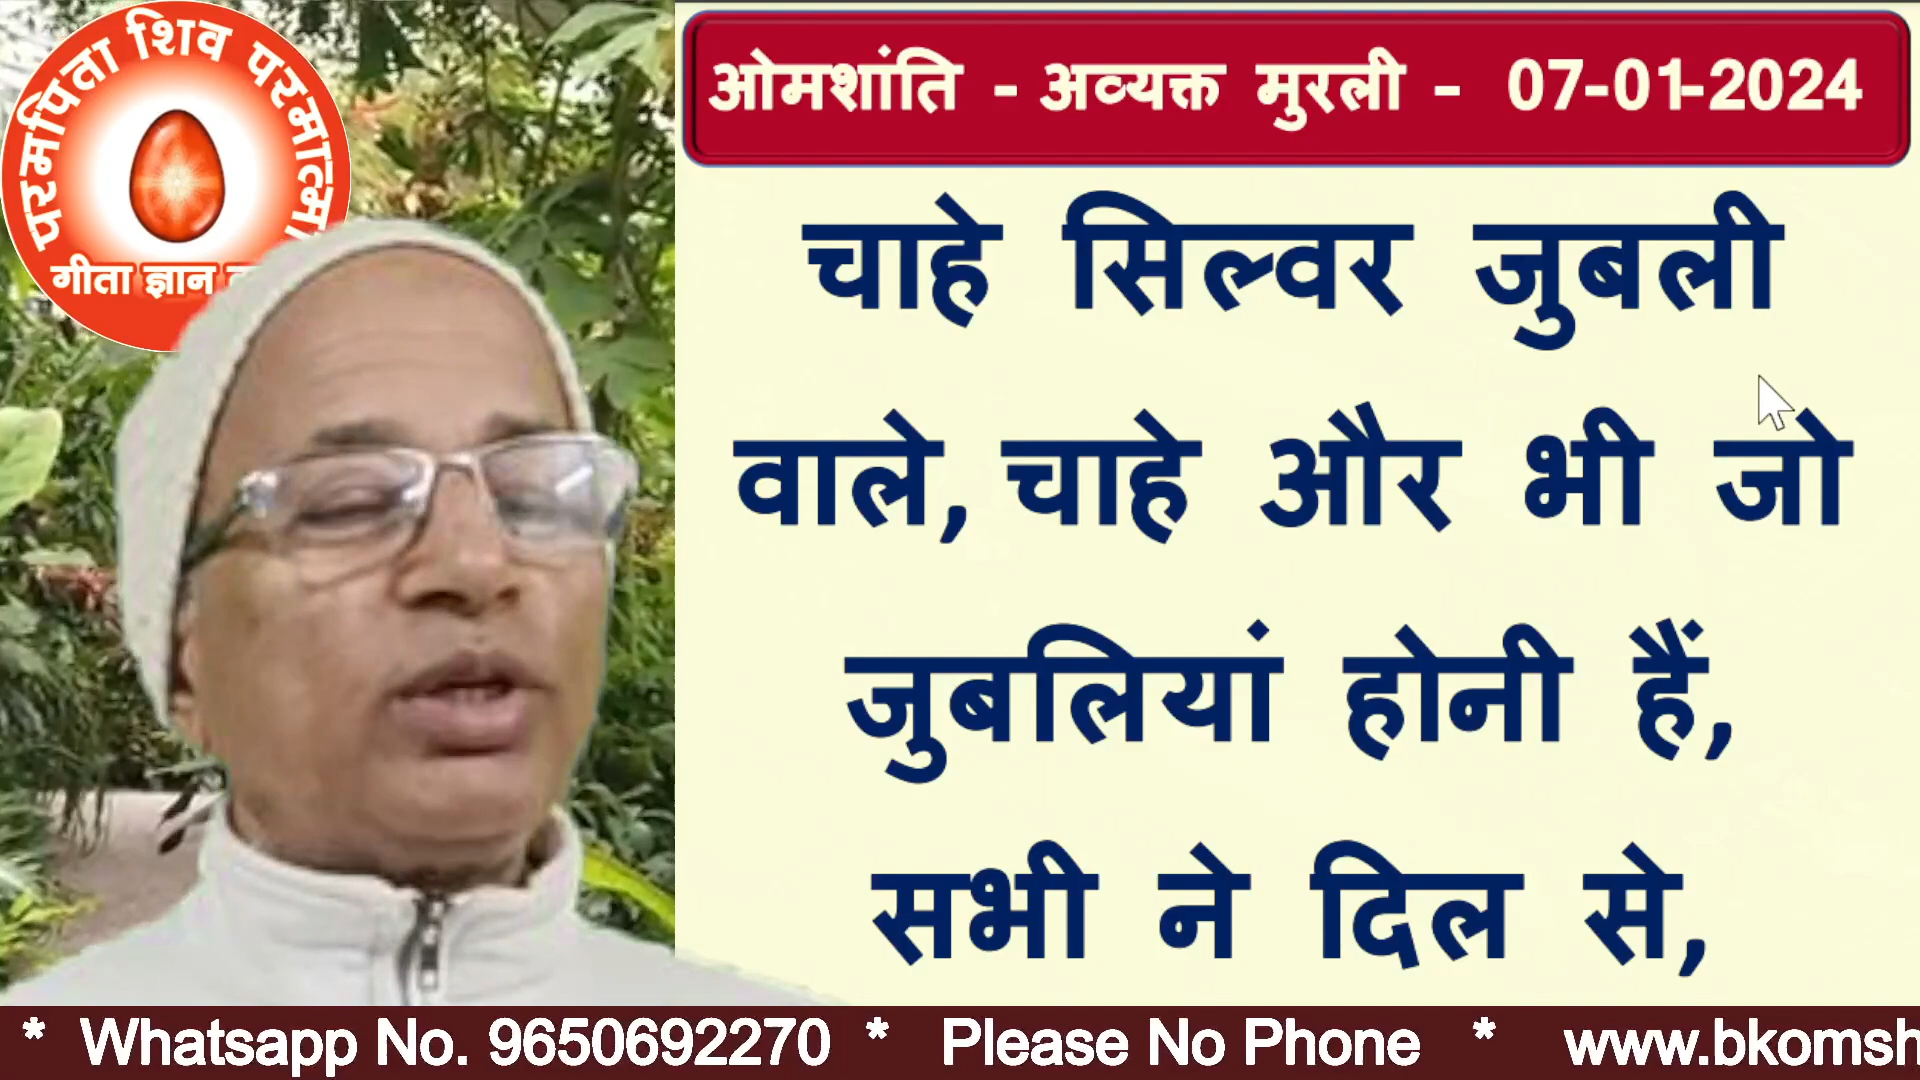 परमपिता शिव परमात्मा
गीता ज्ञान
ओमशांति - अव्यक्त मुरली - 07-01-2024
चाहे सिल्वर जुबली
वाले, चाहे और भी जो
जुबलियां होनी हैं,
सभी ने दिल से,
* Whatsapp No. 9650692270 * Please No Phone * www.bkomsh